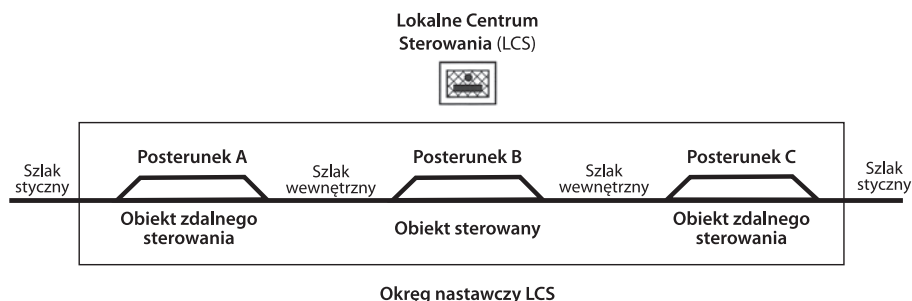 Lokalne Centrum
Sterowania (LCS)
Szlak
styczny
Posterunek A
Szlak
wewnętrzny
Posterunek B
Szlak
wewnętrzny
Posterunek C
Szlak
styczny
Obiekt zdalnego
sterowania
Obiekt sterowany
Obiekt zdalnego
sterowania
Okręg nastawczy LCS